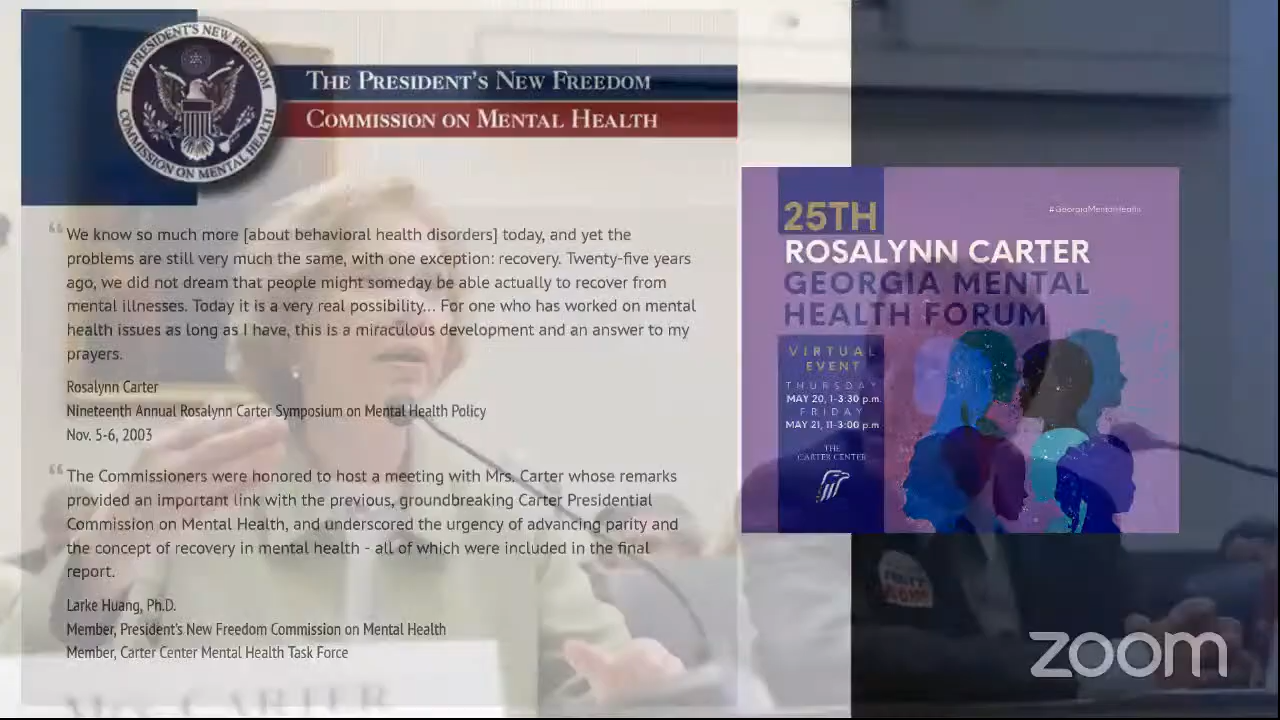 THE PRESIDENT'S NEW FREEDOM
COMMISSION ON MENTAL HEALTH
THE PRESIDENT'S NEW FREEDOM
COMMISSION ON MENTAL HEALTH
“ We know so much more [about behavioral health disorders] today, and yet the
problems are still very much the same, with one exception: recovery. Twenty-five years
ago, we did not dream that people might someday be able actually to recover from
mental illnesses. Today it is a very real possibility... For one who has worked on mental
health issues as long as I have, this is a miraculous development and an answer to my
prayers.
Rosalynn Carter
Nineteenth Annual Rosalynn Carter Symposium on Mental Health Policy
Nov. 5-6, 2003
“ The Commissioners were honored to host a meeting with Mrs. Carter whose remarks
provided an important link with the previous, groundbreaking Carter Presidential
Commission on Mental Health, and underscored the urgency of advancing parity and
the concept of recovery in mental health - all of which were included in the final
report.
Larke Huang, Ph.D.
Member, President's New Freedom Commission on Mental Health
Member, Carter Center Mental Health Task Force
Mrs. CARTER
#GeorgiaMentalHealth
25TH
ROSALYNN CARTER
GEORGIA MENTAL
HEALTH FORUM
VIRTUAL
EVENT
THURSDAY
MAY 20, 1-3:30 p.m.
FRIDAY
MAY 21, 11-3:00 p.m
THE
CARTER CENTER
zoom